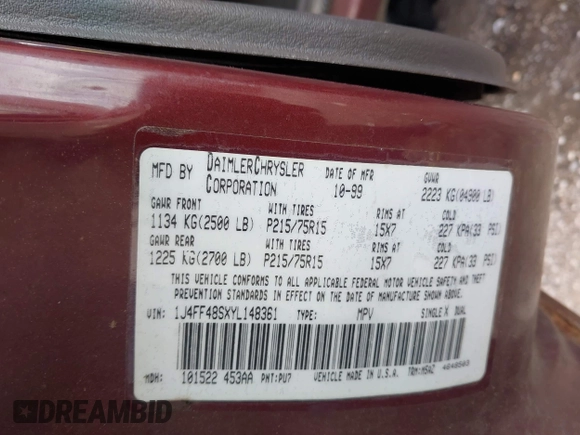 MFD BY DAIMLERCHRYSLER CORPORATION DATE OF MFR 10-99 GVWR 2223 KG(04900 LB)
GAWR FRONT WITH TIRES RIMS AT COLD
1134 KG(2500 LB) P215/75R15 15X7 227 KPA(33 PSI)
GAWR REAR WITH TIRES RIMS AT COLD
1225 KG(2700 LB) P215/75R15 15X7 227 KPA(33 PSI)
THIS VEHICLE CONFORMS TO ALL APPLICABLE FEDERAL MOTOR VEHICLE SAFETY AND THEFT
PREVENTION STANDARDS IN EFFECT ON THE DATE OF MANUFACTURE SHOWN ABOVE.
VIN: 1J4FF48SXYL148361 TYPE: MPV SINGLE X DUAL
MDH: 101522 453AA PNT:PU7 VEHICLE MADE IN U.S.A. TRM:M5AZ
DREAMBID